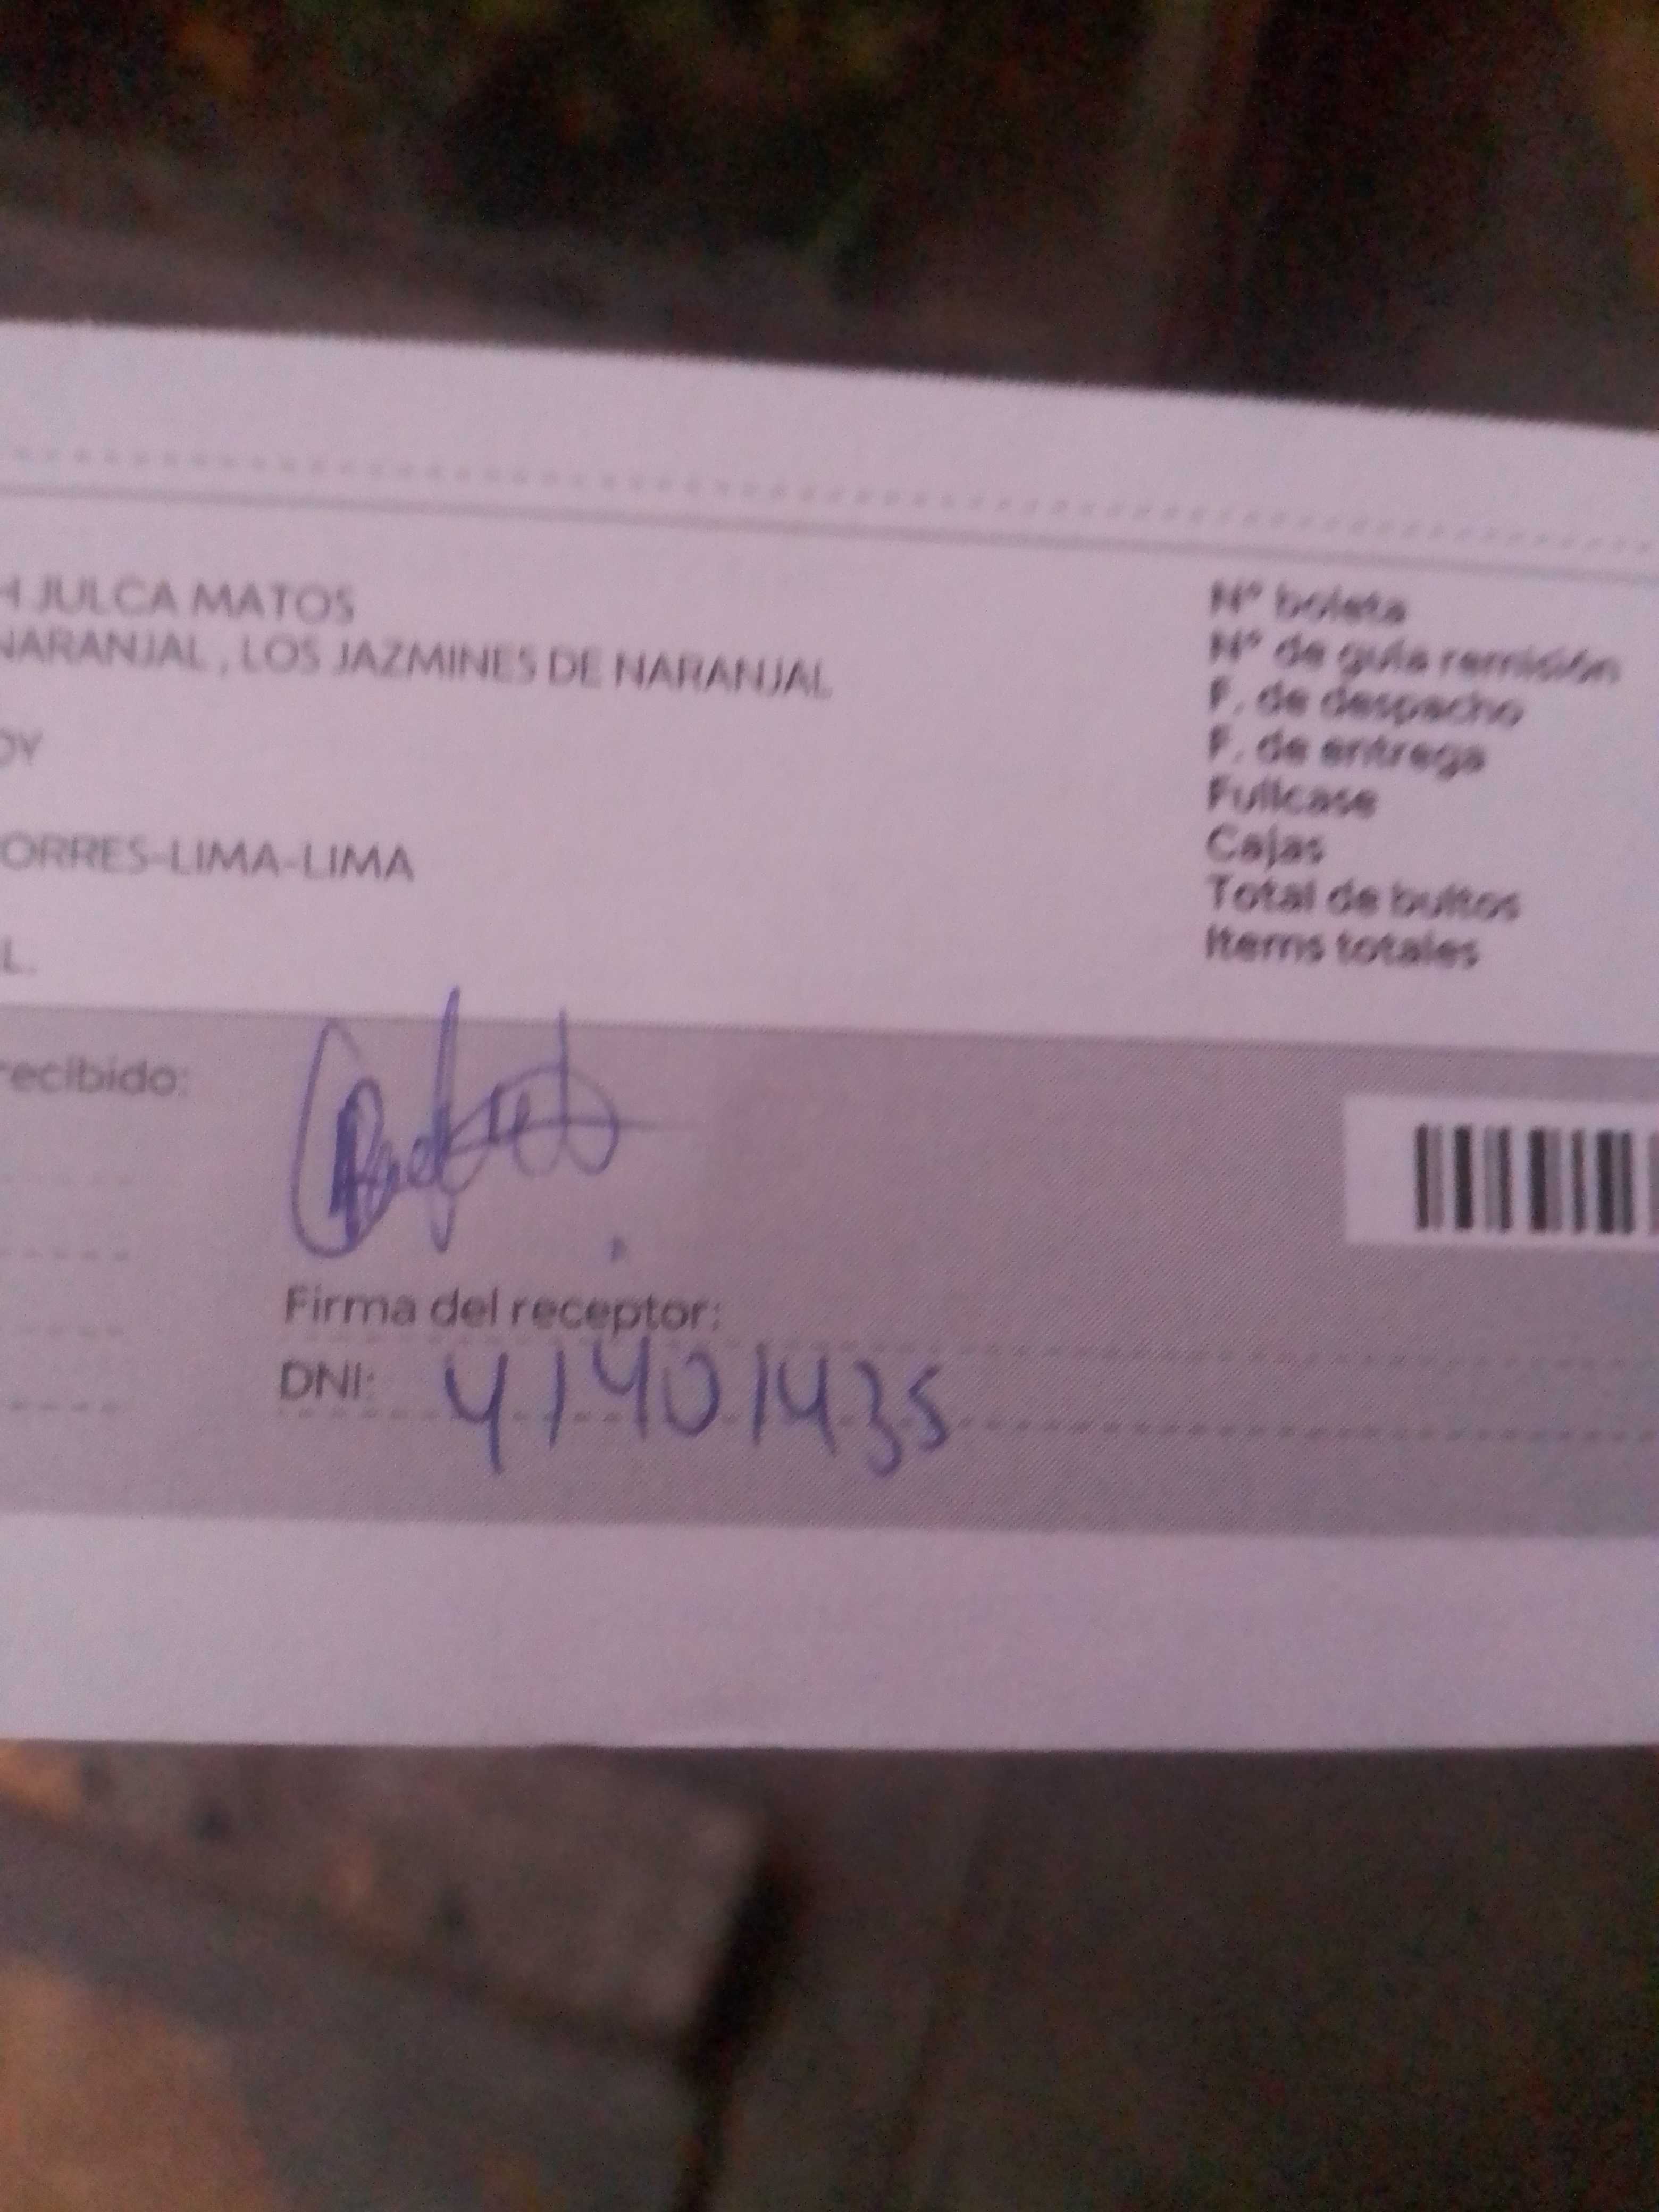 H JULCA MATOS
NARANJAL , LOS JAZMINES DE NARANJAL
OY
ORRES-LIMA-LIMA
L.
N° boleta
N° de guía remisión
F. de despacho
F. de entrega
Fullcase
Cajas
Total de bultos
Items totales
recibido:
Firma del receptor:
DNI: 41401435